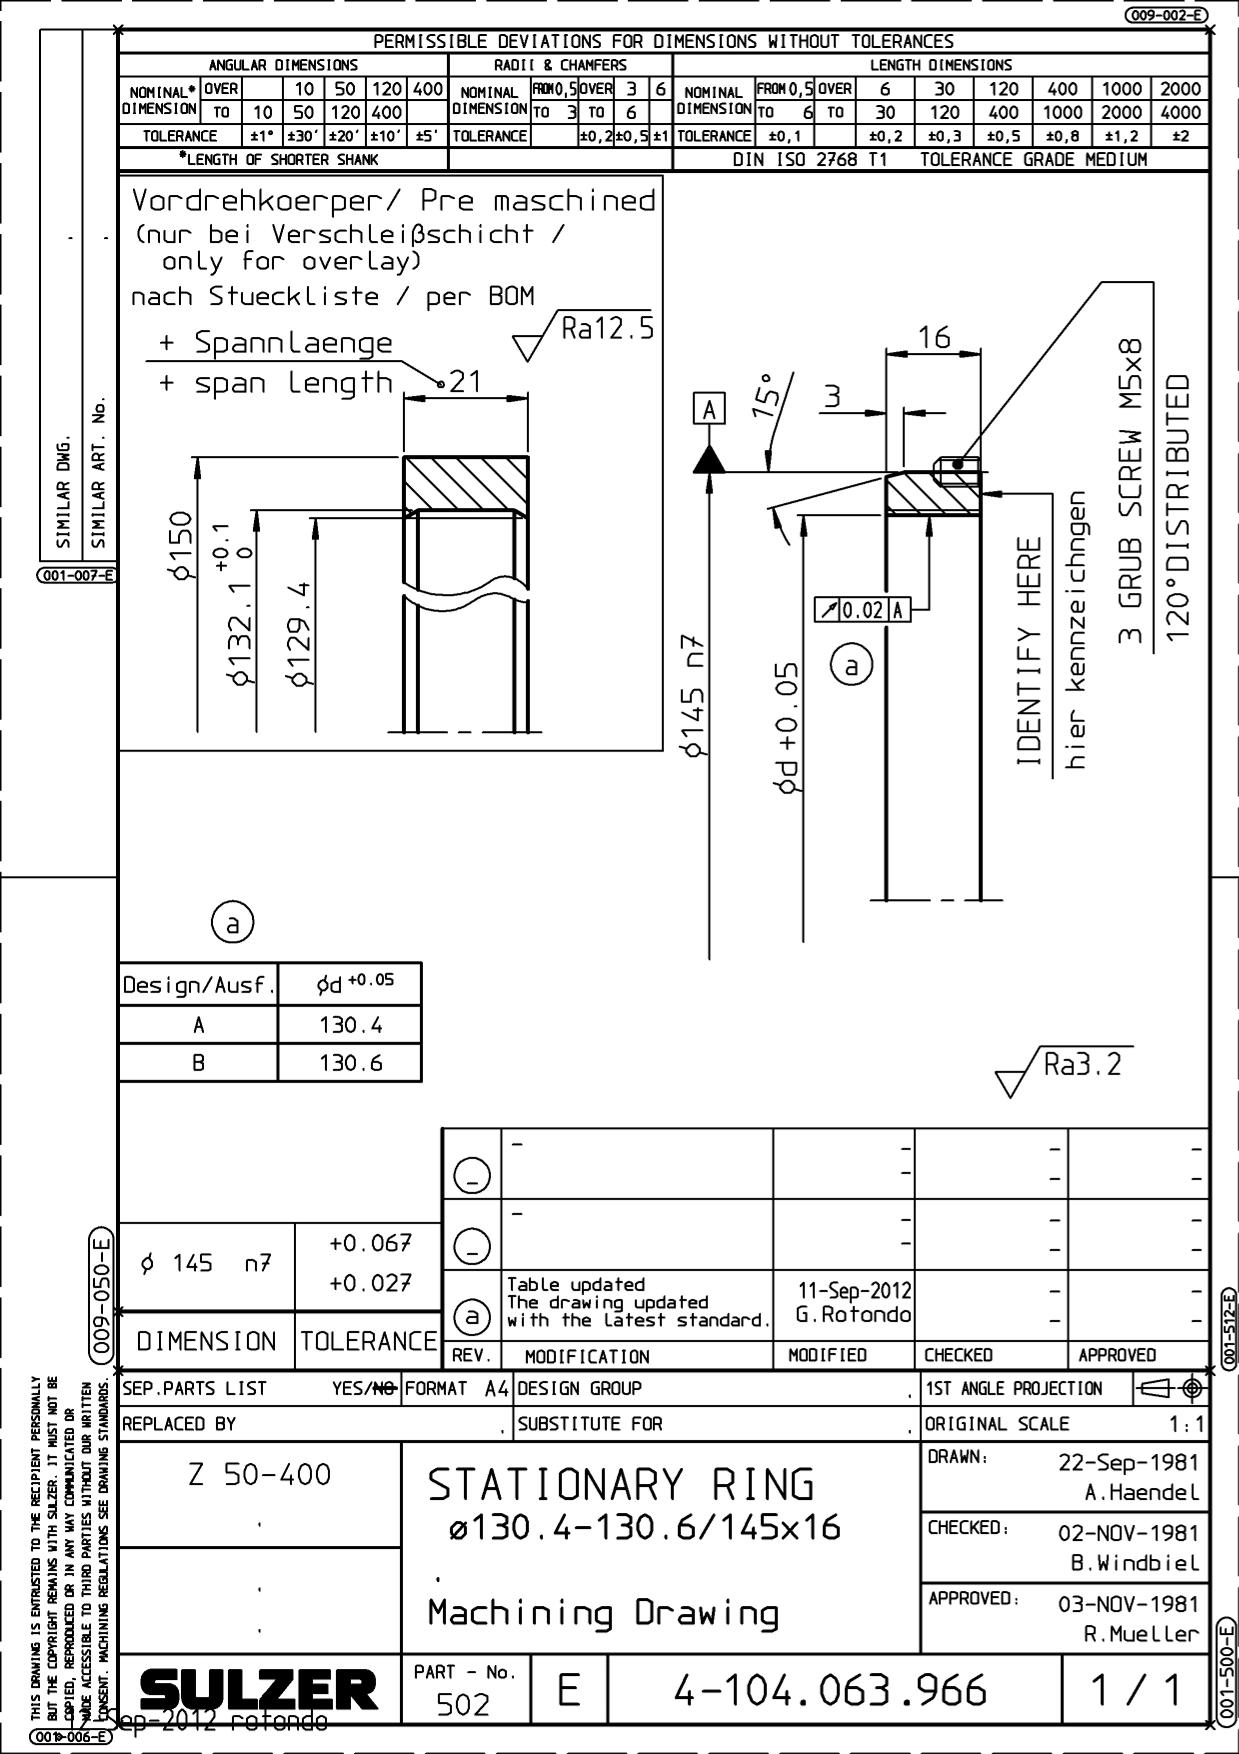 009-002-E
PERMISSIBLE DEVIATIONS FOR DIMENSIONS WITHOUT TOLERANCES
ANGULAR DIMENSIONS RADII & CHAMFERS LENGTH DIMENSIONS
NOMINAL* DIMENSION OVER 10 50 120 400 NOMINAL DIMENSION FROM 0,5 OVER 3 6 NOMINAL DIMENSION FROM 0,5 OVER 6 30 120 400 1000 2000
TO 10 50 120 400 TO 3 TO 6 TO 6 TO 30 120 400 1000 2000 4000
TOLERANCE ±1° ±30′ ±20′ ±10′ ±5′ TOLERANCE ±0,2 ±0,5 ±1 TOLERANCE ±0,1 ±0,2 ±0,3 ±0,5 ±0,8 ±1,2 ±2
*LENGTH OF SHORTER SHANK DIN ISO 2768 T1 TOLERANCE GRADE MEDIUM
SIMILAR DWG.
SIMILAR ART. No.
001-007-E
Vordrehkoerper/ Pre maschined
(nur bei Verschleißschicht /
only for overlay)
nach Stueckliste / per BOM
Ra12.5
+ Spannlaenge
+ span length
21
ø150
ø132.1 +0.1 0
ø129.4
16
3
15°
A
ø145 n7
ød +0.05
0.02 A
a
IDENTIFY HERE
hier kennzeichngen
3 GRUB SCREW M5x8
120°DISTRIBUTED
a
Design/Ausf. ød +0.05
A 130.4
B 130.6
Ra3.2
– –
– – – –
– – –
– –
– – – –
– – –
ø 145 n7 +0.067
+0.027
DIMENSION TOLERANCE
009-050-E
a
Table updated
The drawing updated
with the latest standard.
11-Sep-2012
G.Rotondo
– –
– –
REV. MODIFICATION MODIFIED CHECKED APPROVED
001-512-E
SEP.PARTS LIST YES/NO FORMAT A4 DESIGN GROUP . 1ST ANGLE PROJECTION
REPLACED BY . SUBSTITUTE FOR . ORIGINAL SCALE 1:1
Z 50-400
STATIONARY RING
ø130.4-130.6/145x16
Machining Drawing
DRAWN: 22-Sep-1981
A.Haendel
CHECKED: 02-NOV-1981
B.Windbiel
APPROVED: 03-NOV-1981
R.Mueller
SULZER
PART - No.
502
E
4-104.063.966
1 / 1
001-500-E
THIS DRAWING IS ENTRUSTED TO THE RECIPIENT PERSONALLY
BUT THE COPYRIGHT REMAINS WITH SULZER. IT MUST NOT BE
COPIED, REPRODUCED OR IN ANY WAY COMMUNICATED OR
MADE ACCESSIBLE TO THIRD PARTIES WITHOUT OUR WRITTEN
CONSENT. MACHINING REGULATIONS SEE DRAWING STANDARDS.
001-006-E
Sep-2012 rotondo